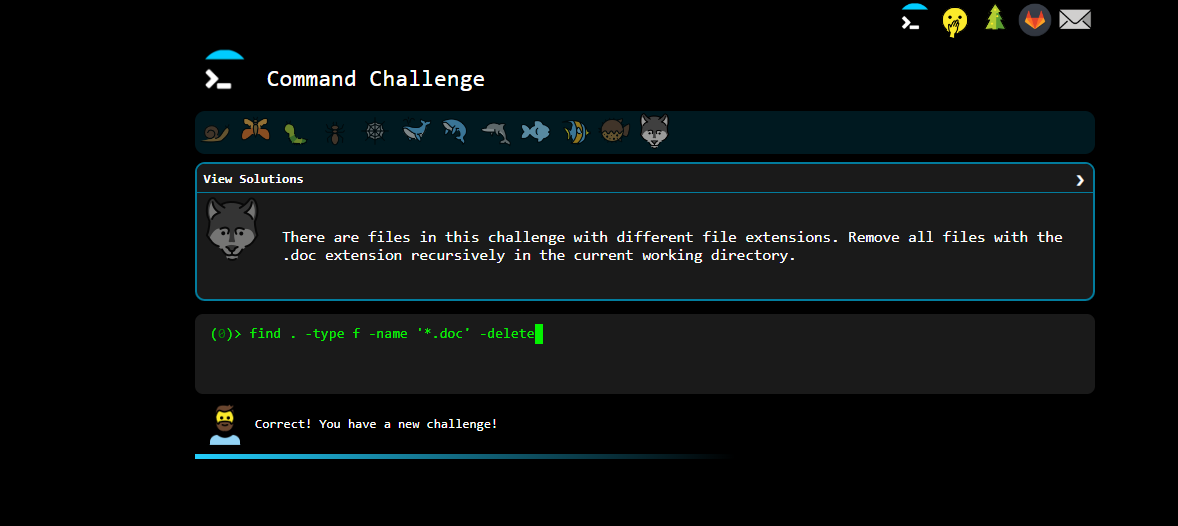 Command Challenge
View Solutions
There are files in this challenge with different file extensions. Remove all files with the
.doc extension recursively in the current working directory.
(0)> find . -type f -name '*.doc' -delete
Correct! You have a new challenge!